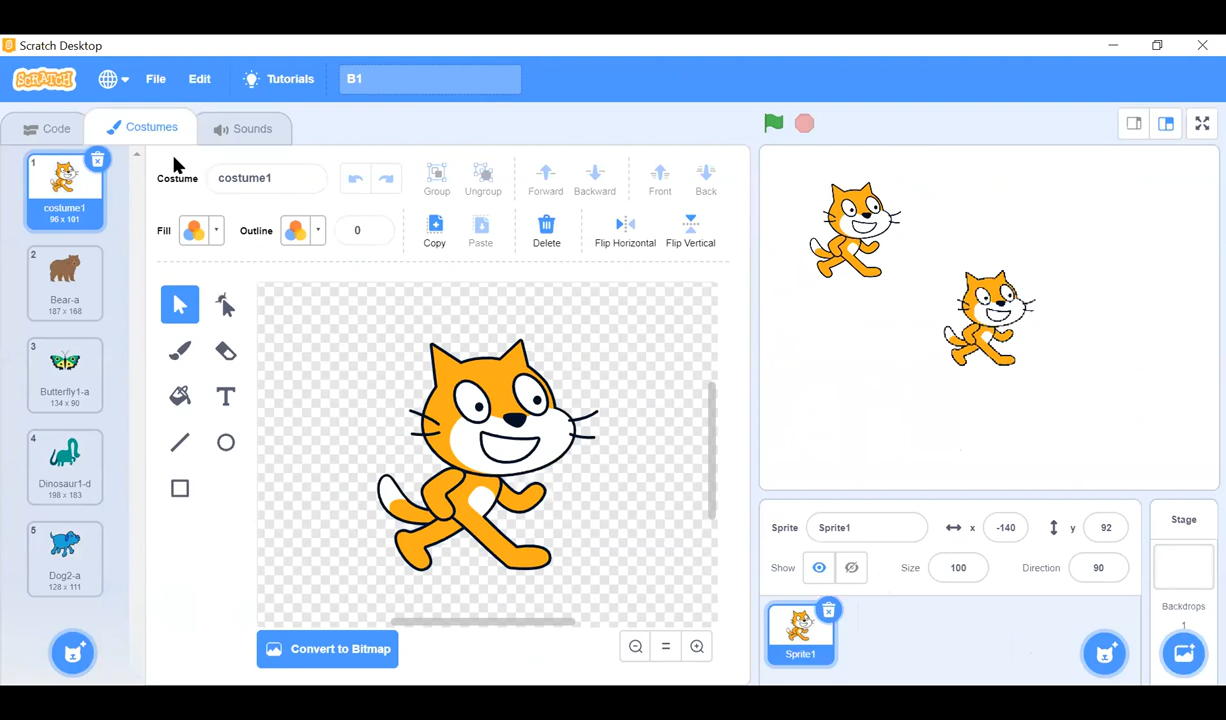 Scratch Desktop
SCRATCH File Edit Tutorials B1
Code Costumes Sounds
1
costume1
96 x 101
2
Bear-a
187 x 168
3
Butterfly1-a
134 x 90
4
Dinosaur1-d
198 x 183
5
Dog2-a
128 x 111
Costume costume1
Group Ungroup Forward Backward Front Back
Fill Outline 0
Copy Paste Delete Flip Horizontal Flip Vertical
T
Convert to Bitmap
Sprite Sprite1 x -140 y 92
Show Size 100 Direction 90
Sprite1
Stage
Backdrops
1